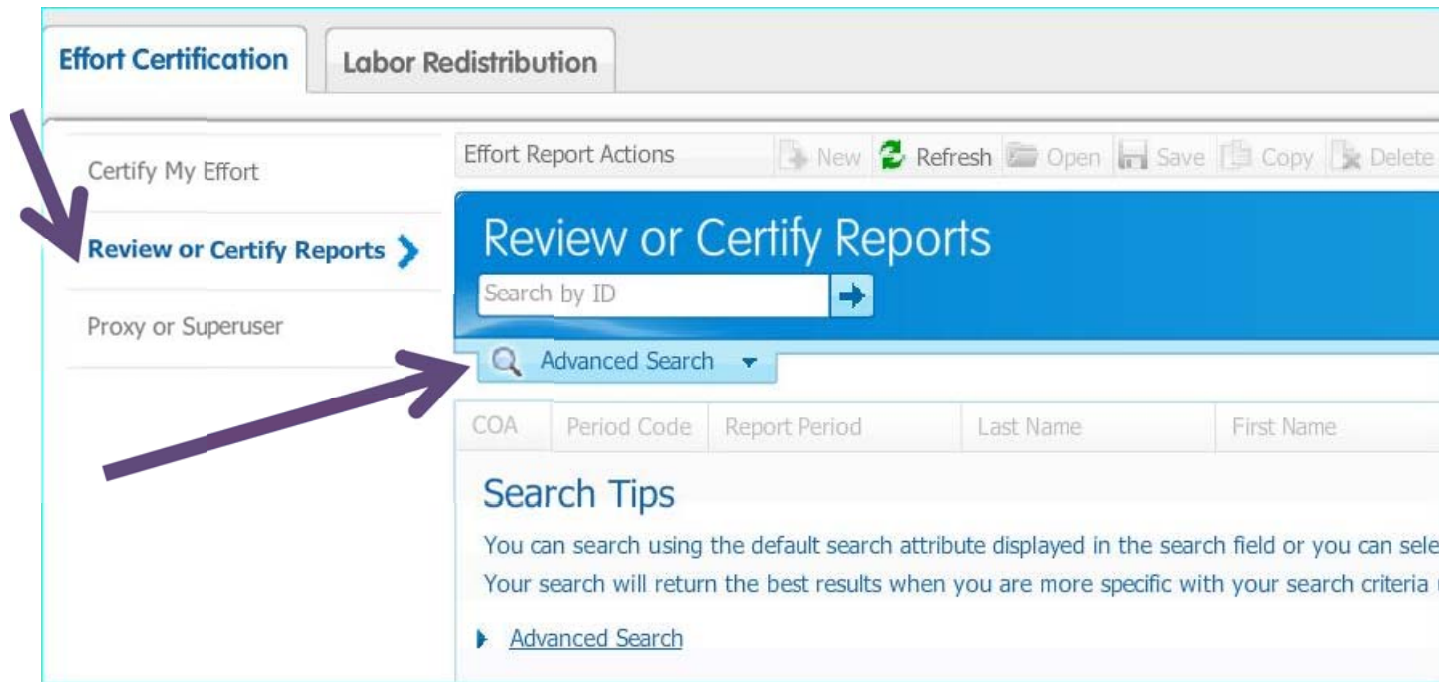 Effort Certification
Labor Redistribution
Certify My Effort
Review or Certify Reports
Proxy or Superuser
Effort Report Actions New Refresh Open Save Copy Delete
Review or Certify Reports
Search by ID
Advanced Search
COA Period Code Report Period Last Name First Name
Search Tips
You can search using the default search attribute displayed in the search field or you can sele
Your search will return the best results when you are more specific with your search criteria
Advanced Search